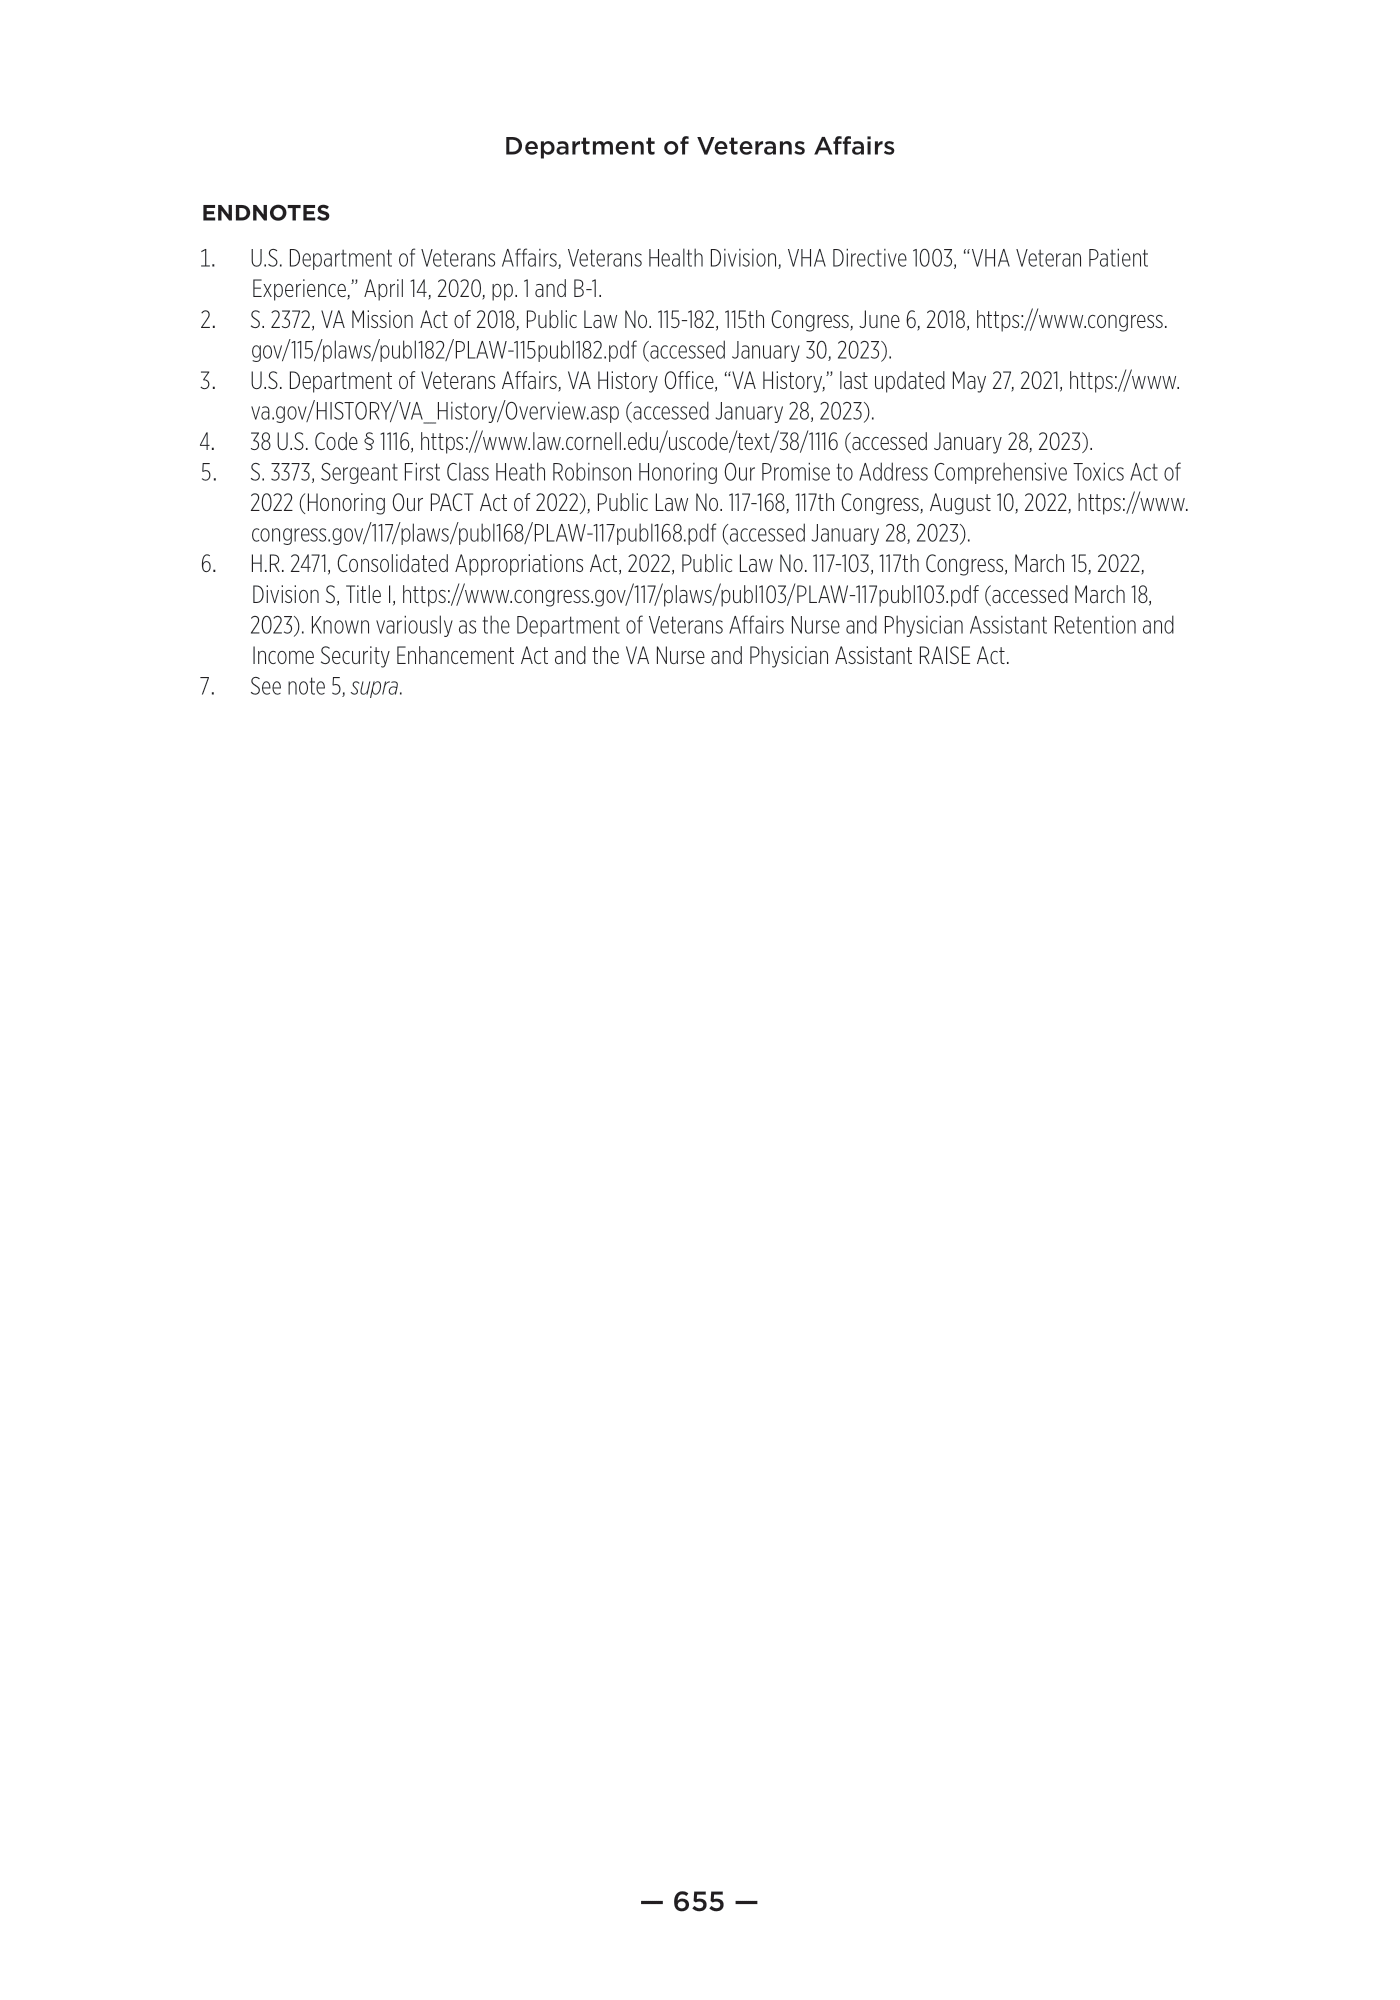 Department of Veterans Affairs
ENDNOTES
1. U.S. Department of Veterans Affairs, Veterans Health Division, VHA Directive 1003, “VHA Veteran Patient
Experience,” April 14, 2020, pp. 1 and B-1.
2. S. 2372, VA Mission Act of 2018, Public Law No. 115-182, 115th Congress, June 6, 2018, https://www.congress.
gov/115/plaws/publ182/PLAW-115publ182.pdf (accessed January 30, 2023).
3. U.S. Department of Veterans Affairs, VA History Office, “VA History,” last updated May 27, 2021, https://www.
va.gov/HISTORY/VA_History/Overview.asp (accessed January 28, 2023).
4. 38 U.S. Code § 1116, https://www.law.cornell.edu/uscode/text/38/1116 (accessed January 28, 2023).
5. S. 3373, Sergeant First Class Heath Robinson Honoring Our Promise to Address Comprehensive Toxics Act of
2022 (Honoring Our PACT Act of 2022), Public Law No. 117-168, 117th Congress, August 10, 2022, https://www.
congress.gov/117/plaws/publ168/PLAW-117publ168.pdf (accessed January 28, 2023).
6. H.R. 2471, Consolidated Appropriations Act, 2022, Public Law No. 117-103, 117th Congress, March 15, 2022,
Division S, Title I, https://www.congress.gov/117/plaws/publ103/PLAW-117publ103.pdf (accessed March 18,
2023). Known variously as the Department of Veterans Affairs Nurse and Physician Assistant Retention and
Income Security Enhancement Act and the VA Nurse and Physician Assistant RAISE Act.
7. See note 5, supra.
— 655 —